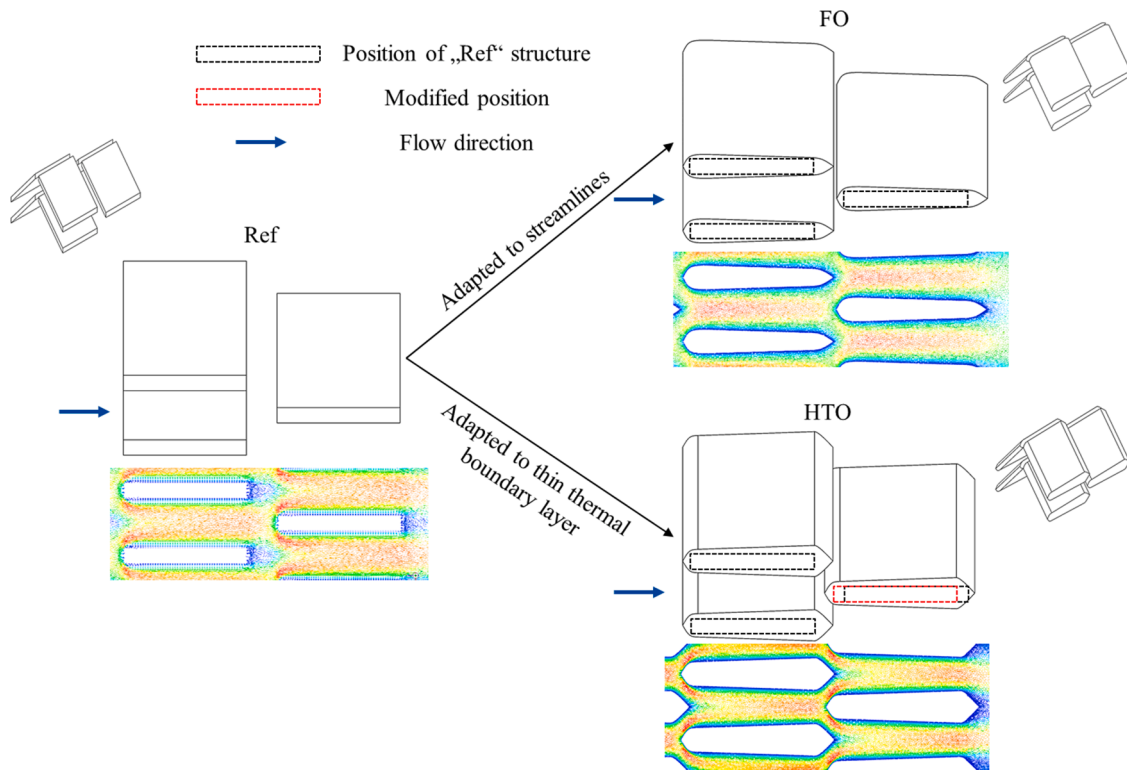 FO
Position of „Ref“ structure
Modified position
Flow direction
Ref
Adapted to streamlines
HTO
Adapted to thin thermal
boundary layer